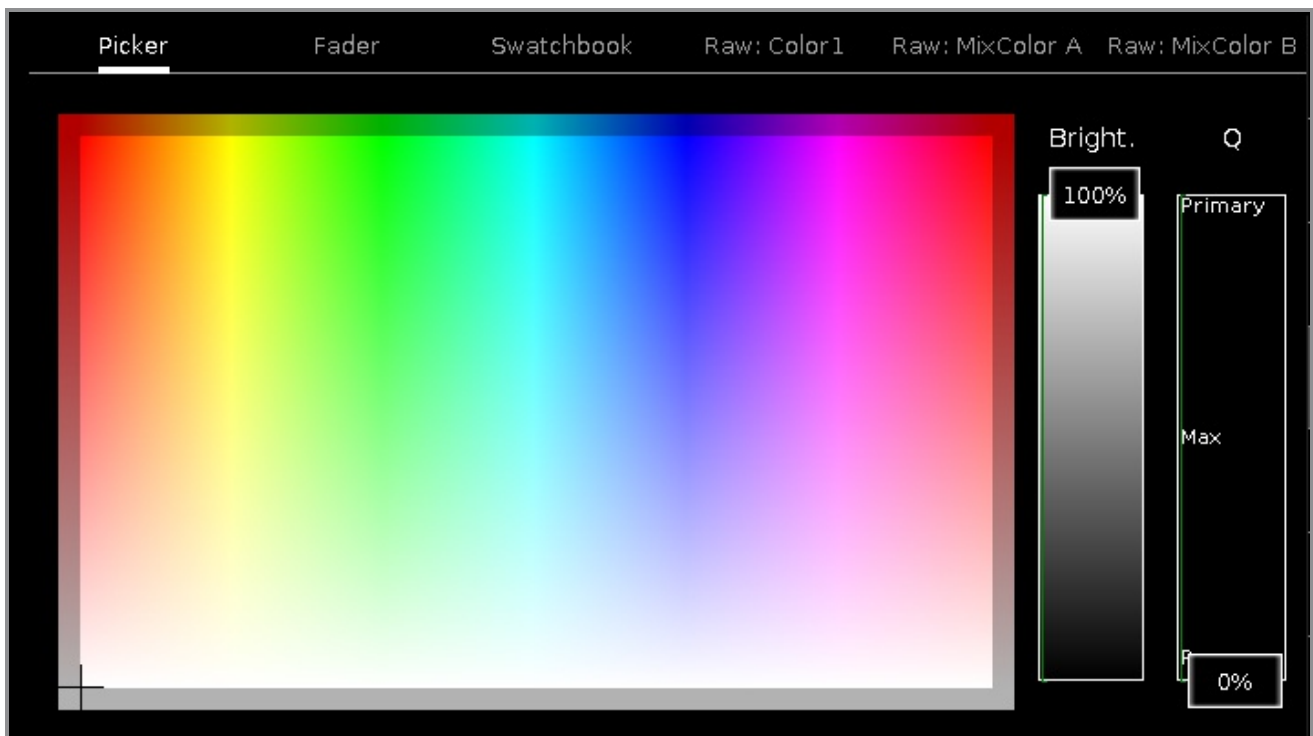 Picker Fader Swatchbook Raw: Color1 Raw: MixColor A Raw: MixColor B
Bright. Q
100%
Primary
Max
0%